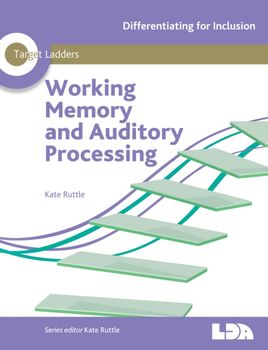 Differentiating for Inclusion
Target Ladders
Working
Memory
and Auditory
Processing
Kate Ruttle
Series editor Kate Ruttle
LDA